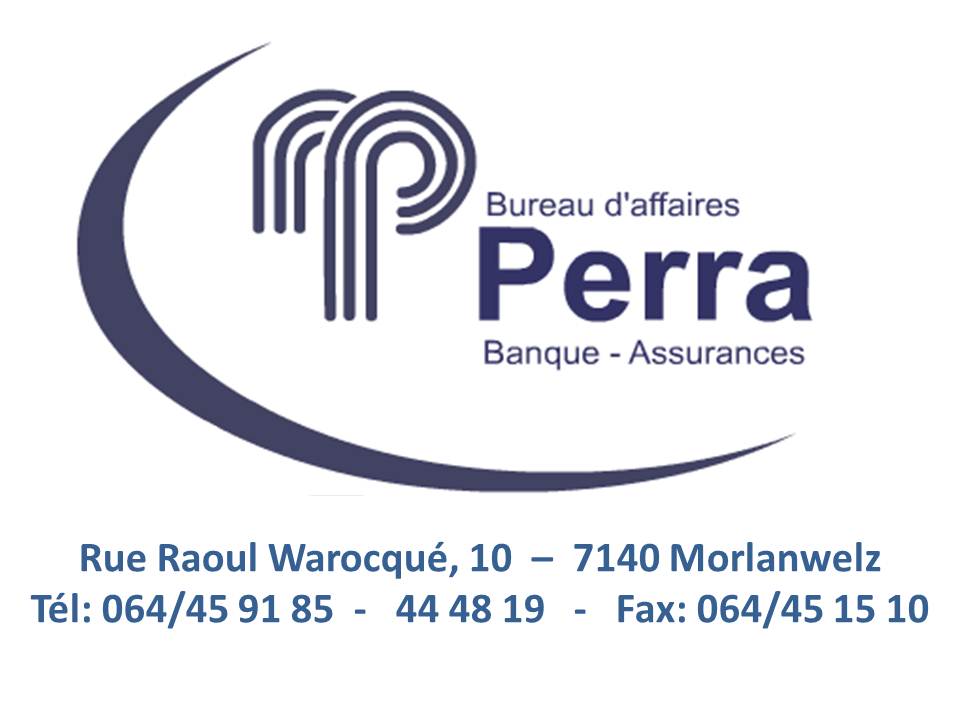 Bureau d'affaires
Perra
Banque - Assurances
Rue Raoul Warocqué, 10 – 7140 Morlanwelz
Tél: 064/45 91 85 - 44 48 19 - Fax: 064/45 15 10